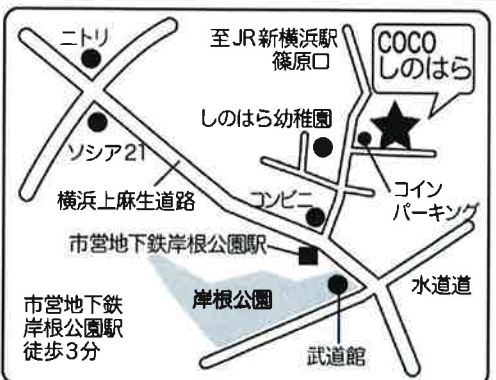 ニトリ
至JR新横浜駅
篠原口
COCO
しのはら
しのはら幼稚園
ソシア21
横浜上麻生道路
コンビニ
コイン
パーキング
市営地下鉄岸根公園駅
岸根公園
水道道
市営地下鉄
岸根公園駅
徒歩3分
武道館